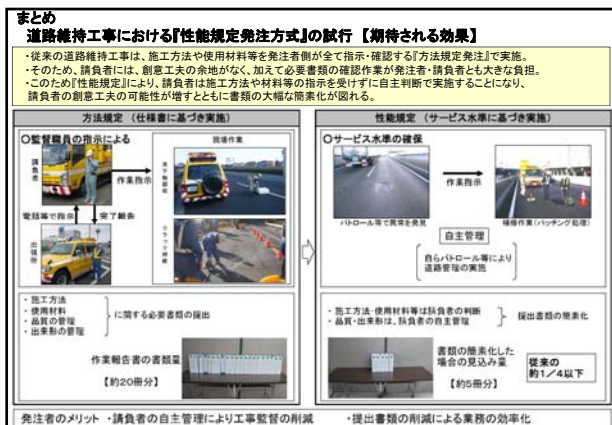 まとめ
道路維持工事における『性能規定発注方式』の試行 【期待される効果】
・従来の道路維持工事は、施工方法や使用材料等を発注者側が全て指示・確認する『方法規定発注』で実施。
・そのため、請負者には、創意工夫の余地がなく、加えて必要書類の確認作業が発注者・請負者とも大きな負担。
・このため『性能規定』により、請負者は施工方法や材料等の指示を受けずに自主判断で実施することになり、
請負者の創意工夫の可能性が増すとともに書類の大幅な簡素化が図れる。
方法規定 (仕様書に基づき実施)
○監督職員の指示による
現場作業
請負者
作業指示
落下物回収
電話等で指示
完了報告
出張所
クラック補修
・施工方法
・使用材料
・品質の管理
・出来形の管理
に関する必要書類の提出
作業報告書の書類量
【約20冊分】
性能規定 (サービス水準に基づき実施)
○サービス水準の確保
作業指示
パトロール等で異常を発見
補修作業(パッチング処理)
自主管理
自らパトロール等により
道路管理の実施
・施工方法・使用材料等は請負者の判断
・品質・出来形は、請負者の自主管理
提出書類の簡素化
書類の簡素化した
場合の見込み量
【約5冊分】
従来の
約1/4以下
発注者のメリット ・請負者の自主管理により工事監督の削減 ・提出書類の削減による業務の効率化